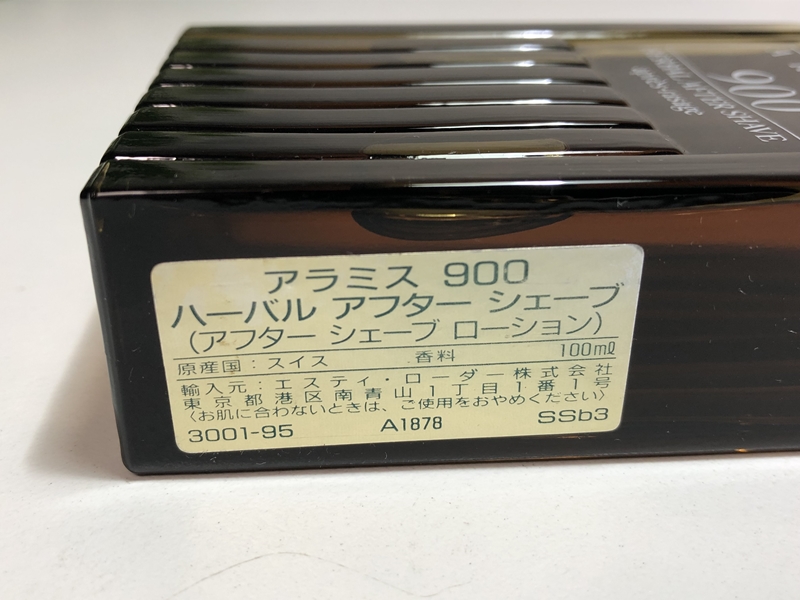 900
HERBAL AFTER SHAVE
après rasage
アラミス 900
ハーバル アフター シェーブ
(アフター シェーブ ローション)
原産国:スイス 香料 100ml
輸入元:エスティ・ローダー株式会社
東京都港区南青山1丁目1番1号
〈お肌に合わないときは、ご使用をおやめください〉
3001-95 A1878 SSb3